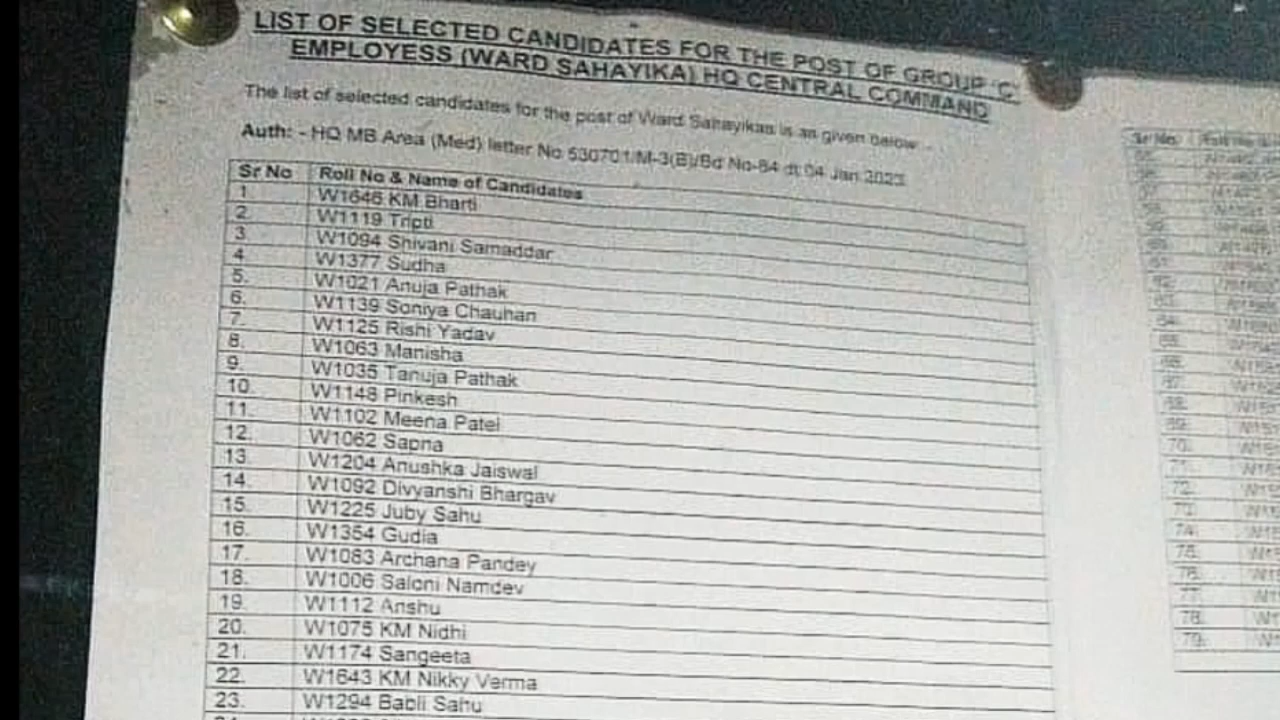 LIST OF SELECTED CANDIDATES FOR THE POST OF GROUP 'C'
EMPLOYESS (WARD SAHAYIKA) HQ CENTRAL COMMAND
The list of selected candidates for the post of Ward Sahayikas is as given below :-
Auth: - HQ MB Area (Med) letter No 530701/M-3(B)/Bd No-84 dt 04 Jan 2023
Sr No Roll No & Name of Candidates
1. W1646 KM Bharti
2. W1119 Tripti
3. W1094 Shivani Samaddar
4. W1377 Sudha
5. W1021 Anuja Pathak
6. W1139 Soniya Chauhan
7. W1125 Rishi Yadav
8. W1063 Manisha
9. W1035 Tanuja Pathak
10. W1148 Pinkesh
11. W1102 Meena Patel
12. W1062 Sapna
13. W1204 Anushka Jaiswal
14. W1092 Divyanshi Bhargav
15. W1225 Juby Sahu
16. W1354 Gudia
17. W1083 Archana Pandey
18. W1006 Saloni Namdev
19. W1112 Anshu
20. W1075 KM Nidhi
21. W1174 Sangeeta
22. W1643 KM Nikky Verma
23. W1294 Babli Sahu
Sr No.
70.
71.
72.
73.
74.
75.
76.
77.
78.
79.